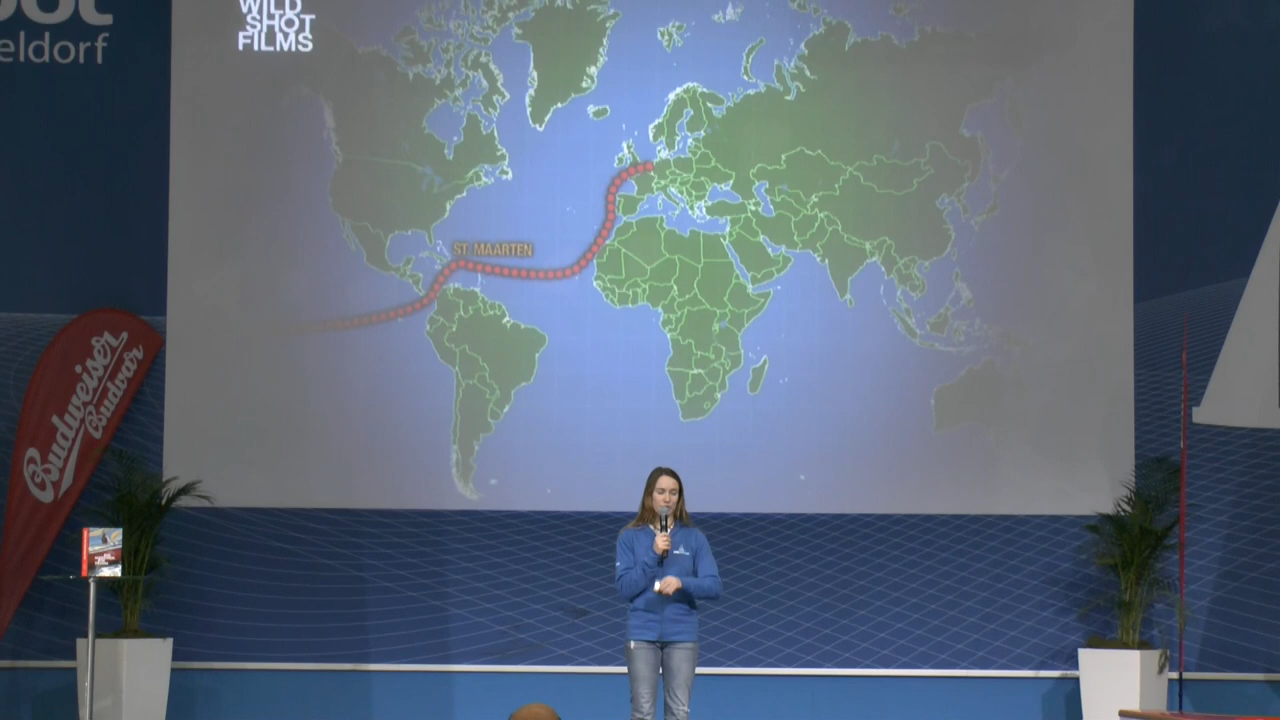 eldorf
WILD
SHOT
FILMS
ST. MAARTEN
Budweiser
Budvar